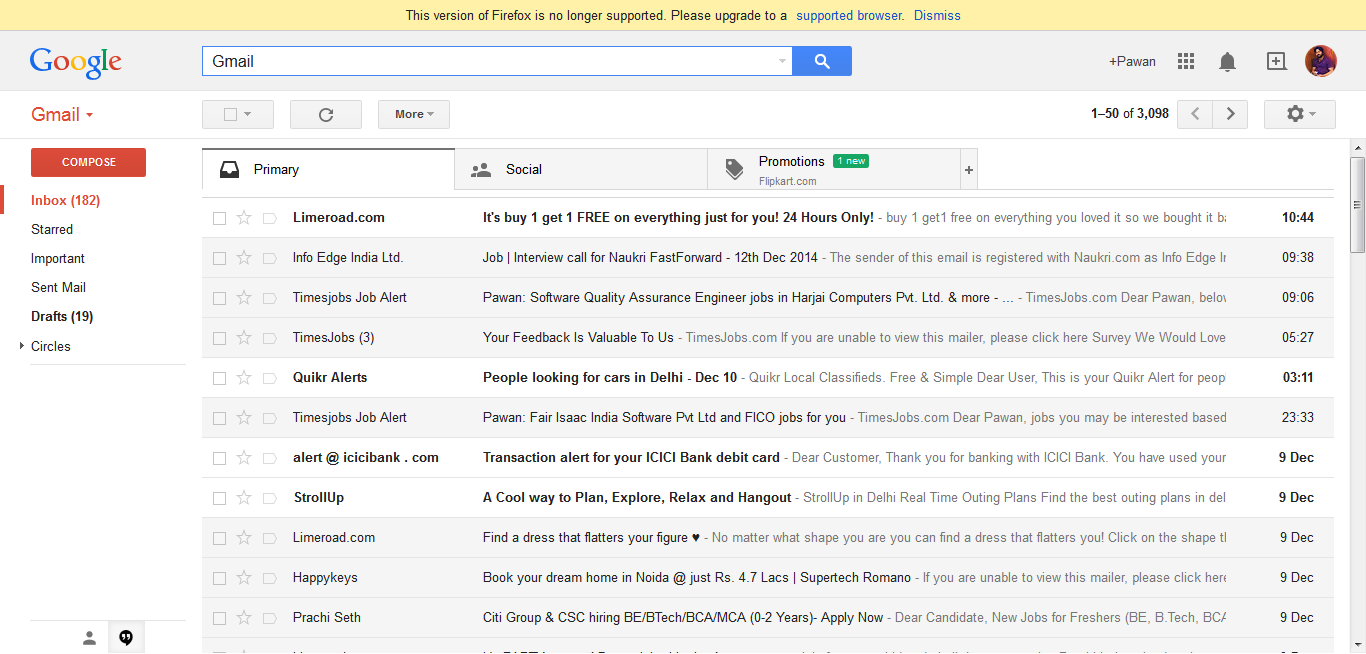 This version of Firefox is no longer supported. Please upgrade to a supported browser. Dismiss
Google
Gmail
+Pawan
Gmail
More
1–50 of 3,098
COMPOSE
Inbox (182)
Starred
Important
Sent Mail
Drafts (19)
Circles
Primary
Social
Promotions 1 new
Flipkart.com
+
Limeroad.com It's buy 1 get 1 FREE on everything just for you! 24 Hours Only! - buy 1 get1 free on everything you loved it so we bought it 10:44
Info Edge India Ltd. Job | Interview call for Naukri FastForward - 12th Dec 2014 - The sender of this email is registered with Naukri.com as Info Edge 09:38
Timesjobs Job Alert Pawan: Software Quality Assurance Engineer jobs in Harjai Computers Pvt. Ltd. & more - ... - TimesJobs.com Dear Pawan, 09:06
TimesJobs (3) Your Feedback Is Valuable To Us - TimesJobs.com If you are unable to view this mailer, please click here Survey We Would Love 05:27
Quikr Alerts People looking for cars in Delhi - Dec 10 - Quikr Local Classifieds. Free & Simple Dear User, This is your Quikr Alert for 03:11
Timesjobs Job Alert Pawan: Fair Isaac India Software Pvt Ltd and FICO jobs for you - TimesJobs.com Dear Pawan, jobs you may be interested based 23:33
alert @ icicibank . com Transaction alert for your ICICI Bank debit card - Dear Customer, Thank you for banking with ICICI Bank. You have used your 9 Dec
StrollUp A Cool way to Plan, Explore, Relax and Hangout - StrollUp in Delhi Real Time Outing Plans Find the best outing plans in del 9 Dec
Limeroad.com Find a dress that flatters your figure ♥ - No matter what shape you are you can find a dress that flatters you! Click on the shape 9 Dec
Happykeys Book your dream home in Noida @ just Rs. 4.7 Lacs | Supertech Romano - If you are unable to view this mailer, please click here 9 Dec
Prachi Seth Citi Group & CSC hiring BE/BTech/BCA/MCA (0-2 Years)- Apply Now - Dear Candidate, New Jobs for Freshers (BE, B.Tech, BCA 9 Dec